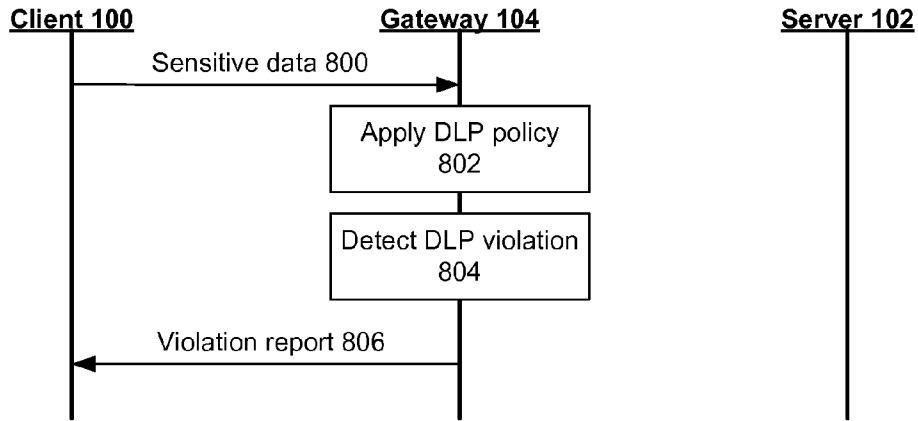 Client 100
Gateway 104
Server 102
Sensitive data 800
Apply DLP policy
802
Detect DLP violation
804
Violation report 806